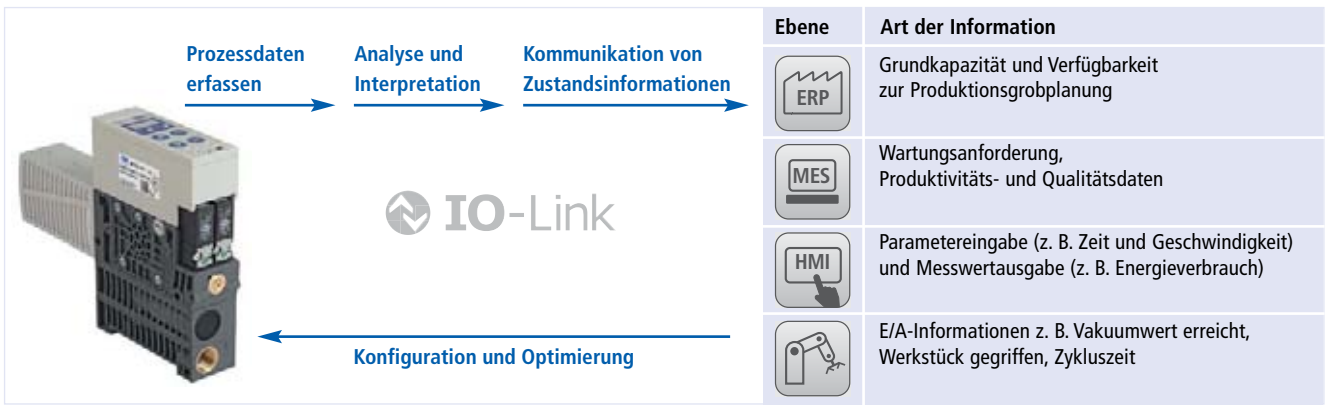 Prozessdaten
erfassen
Analyse und
Interpretation
Kommunikation von
Zustandsinformationen
IO-Link
Konfiguration und Optimierung
Ebene
Art der Information
ERP
Grundkapazität und Verfügbarkeit
zur Produktionsgrobplanung
MES
Wartungsanforderung,
Produktivitäts- und Qualitätsdaten
HMI
Parametereingabe (z. B. Zeit und Geschwindigkeit)
und Messwertausgabe (z. B. Energieverbrauch)
E/A-Informationen z. B. Vakuumwert erreicht,
Werkstück gegriffen, Zykluszeit